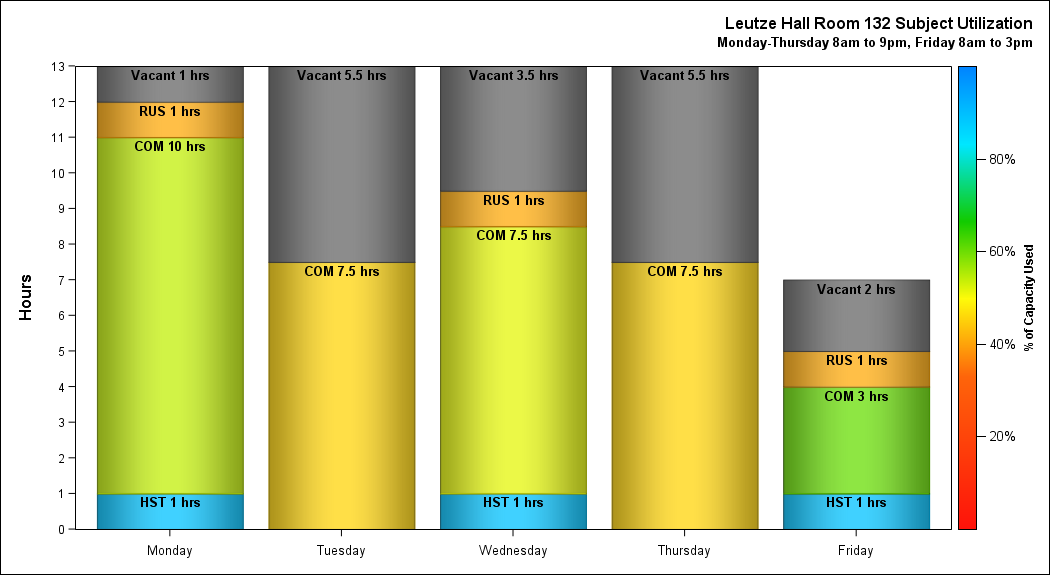 Leutze Hall Room 132 Subject Utilization
Monday-Thursday 8am to 9pm, Friday 8am to 3pm
Hours
13
12
11
10
9
8
7
6
5
4
3
2
1
0
Vacant 1 hrs
RUS 1 hrs
COM 10 hrs
HST 1 hrs
Vacant 5.5 hrs
COM 7.5 hrs
Vacant 3.5 hrs
RUS 1 hrs
COM 7.5 hrs
HST 1 hrs
Vacant 5.5 hrs
COM 7.5 hrs
Vacant 2 hrs
RUS 1 hrs
COM 3 hrs
HST 1 hrs
Monday
Tuesday
Wednesday
Thursday
Friday
80%
60%
40%
20%
% of Capacity Used